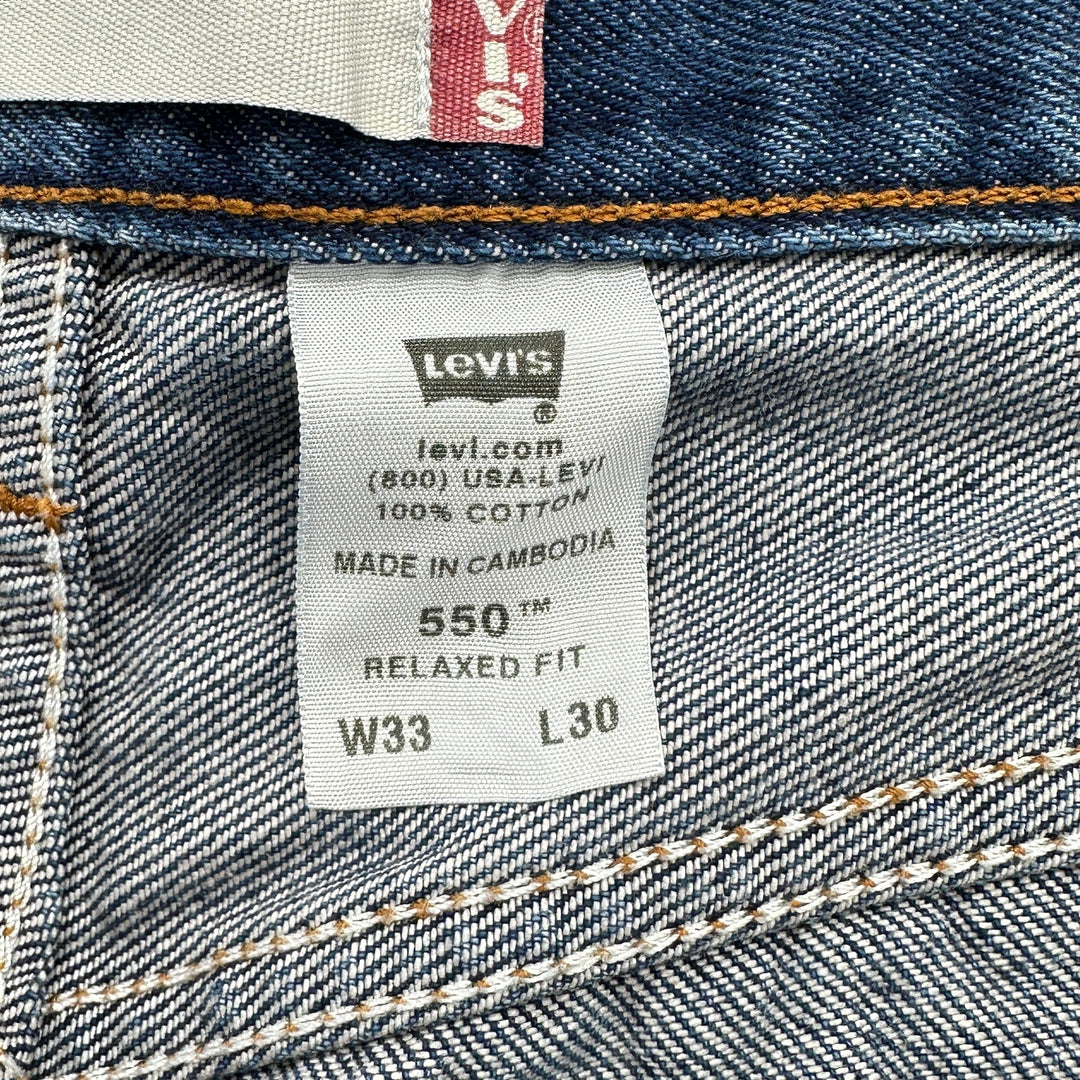 VI'S
®
LEVI'S
®
levi.com
(800) USA-LEVI
100% COTTON
MADE IN CAMBODIA
550™
RELAXED FIT
W33 L30